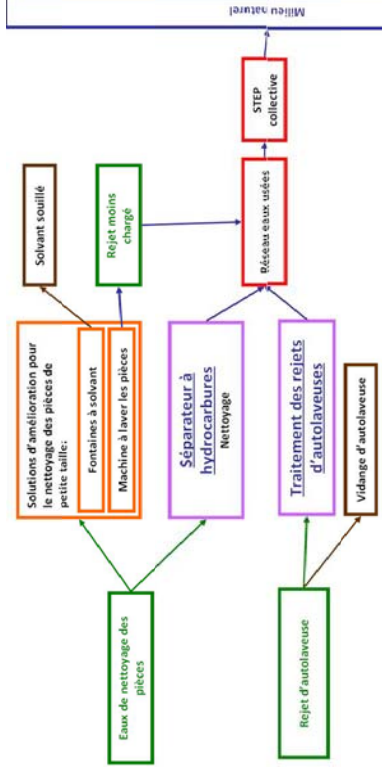 Eaux de nettoyage des
pièces
Rejet d'autolaveuse
Solutions d'amélioration pour
le nettoyage des pièces de
petite taille:
Fontaines à solvant
Machine à laver les pièces
Séparateur à
hydrocarbures
Nettoyage
Traitement des rejets
d'autolaveuses
Vidange d'autolaveuse
Solvant souillé
Rejet moins
chargé
Réseau eaux usées
STEP
collective
Milieu naturel